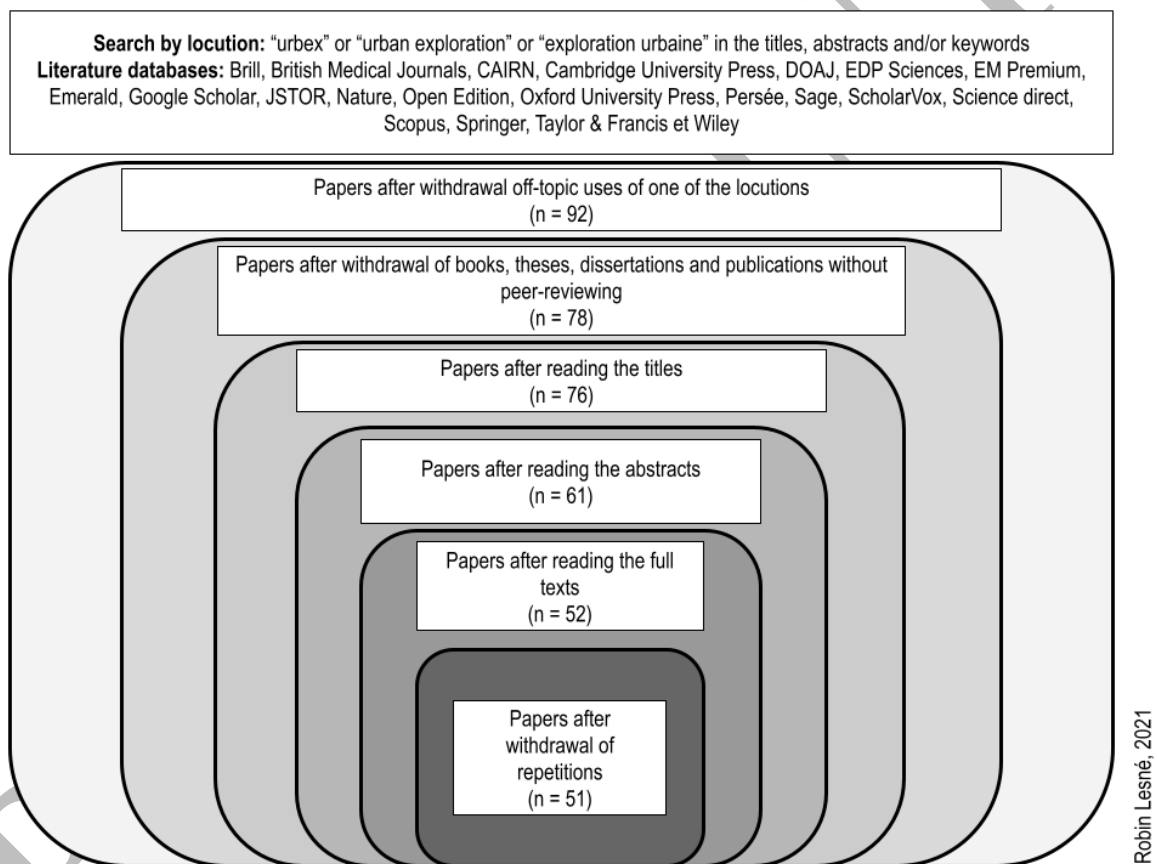 Search by locution: “urbex” or “urban exploration” or “exploration urbaine” in the titles, abstracts and/or keywords
Literature databases: Brill, British Medical Journals, CAIRN, Cambridge University Press, DOAJ, EDP Sciences, EM Premium,
Emerald, Google Scholar, JSTOR, Nature, Open Edition, Oxford University Press, Persée, Sage, ScholarVox, Science direct,
Scopus, Springer, Taylor & Francis et Wiley
Papers after withdrawal off-topic uses of one of the locutions
(n = 92)
Papers after withdrawal of books, theses, dissertations and publications without
peer-reviewing
(n = 78)
Papers after reading the titles
(n = 76)
Papers after reading the abstracts
(n = 61)
Papers after reading the full
texts
(n = 52)
Papers after
withdrawal of
repetitions
(n = 51)
Robin Lesné, 2021